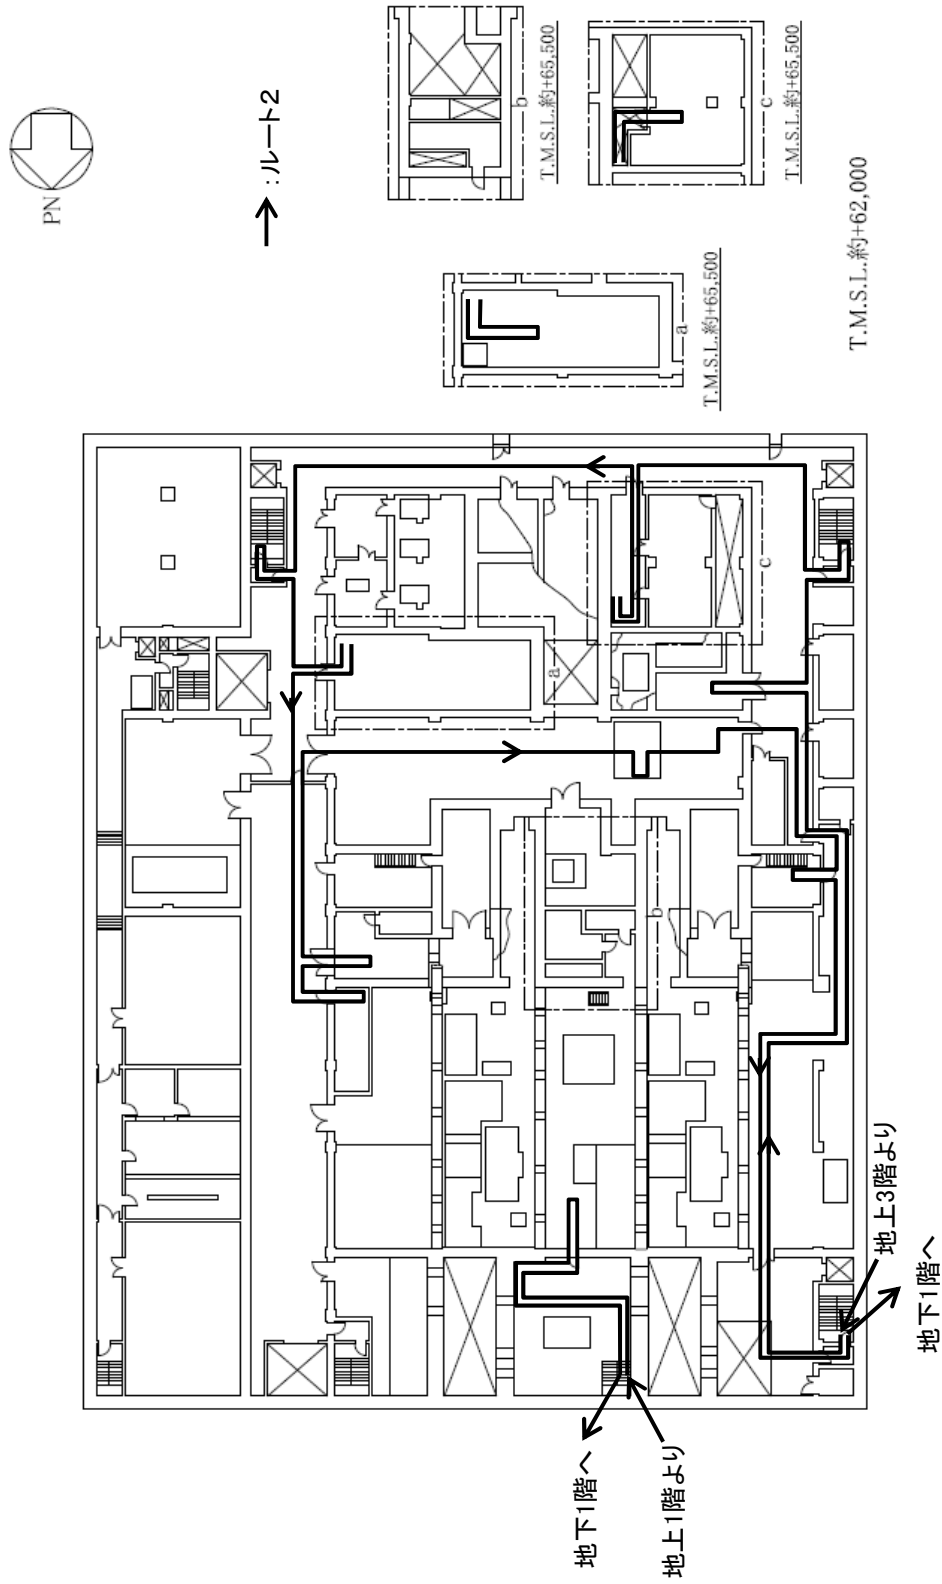 PN
：ルート2
b
T.M.S.L.約+65,500
c
T.M.S.L.約+65,500
a
T.M.S.L.約+65,500
T.M.S.L.約+62,000
a
c
b
地下1階へ
地上1階より
地上3階より
地下1階へ